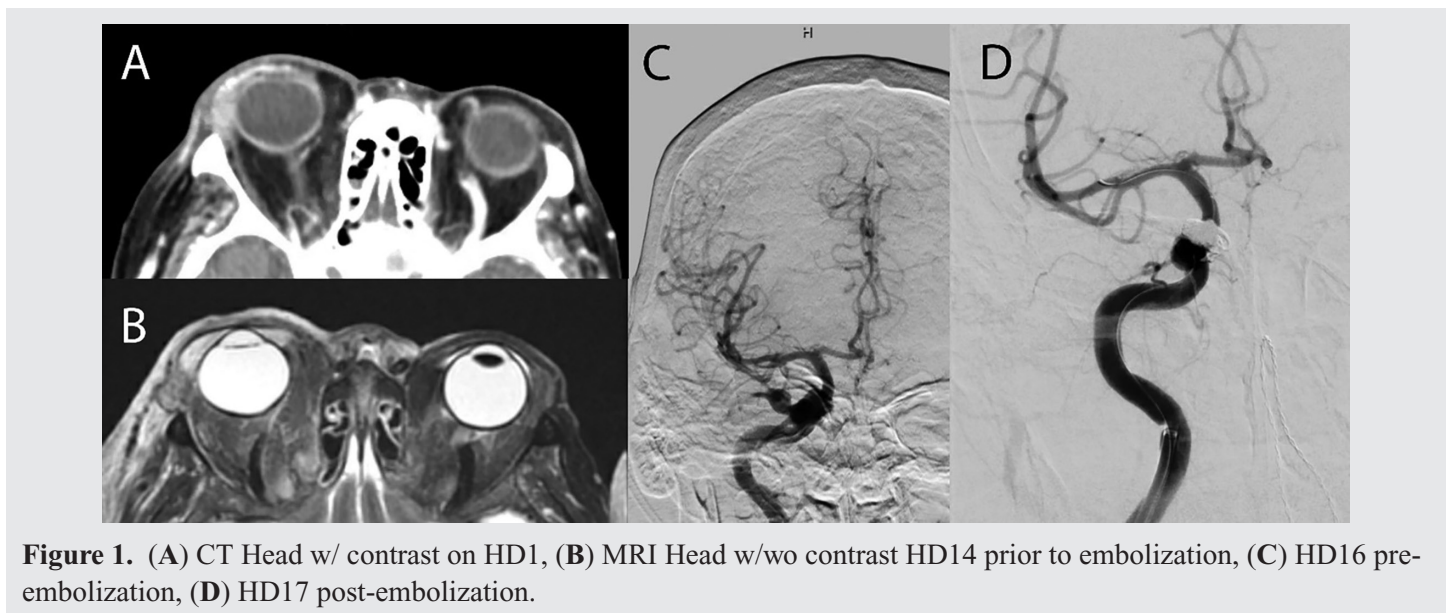 A
B
C
H
D
Figure 1. (A) CT Head w/ contrast on HD1, (B) MRI Head w/wo contrast HD14 prior to embolization, (C) HD16 pre-
embolization, (D) HD17 post-embolization.